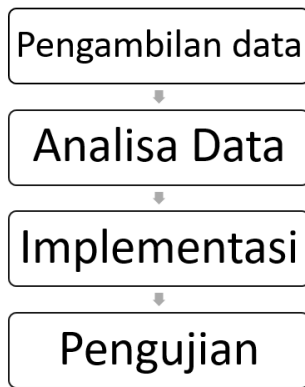 Pengambilan data
Analisa Data
Implementasi
Pengujian